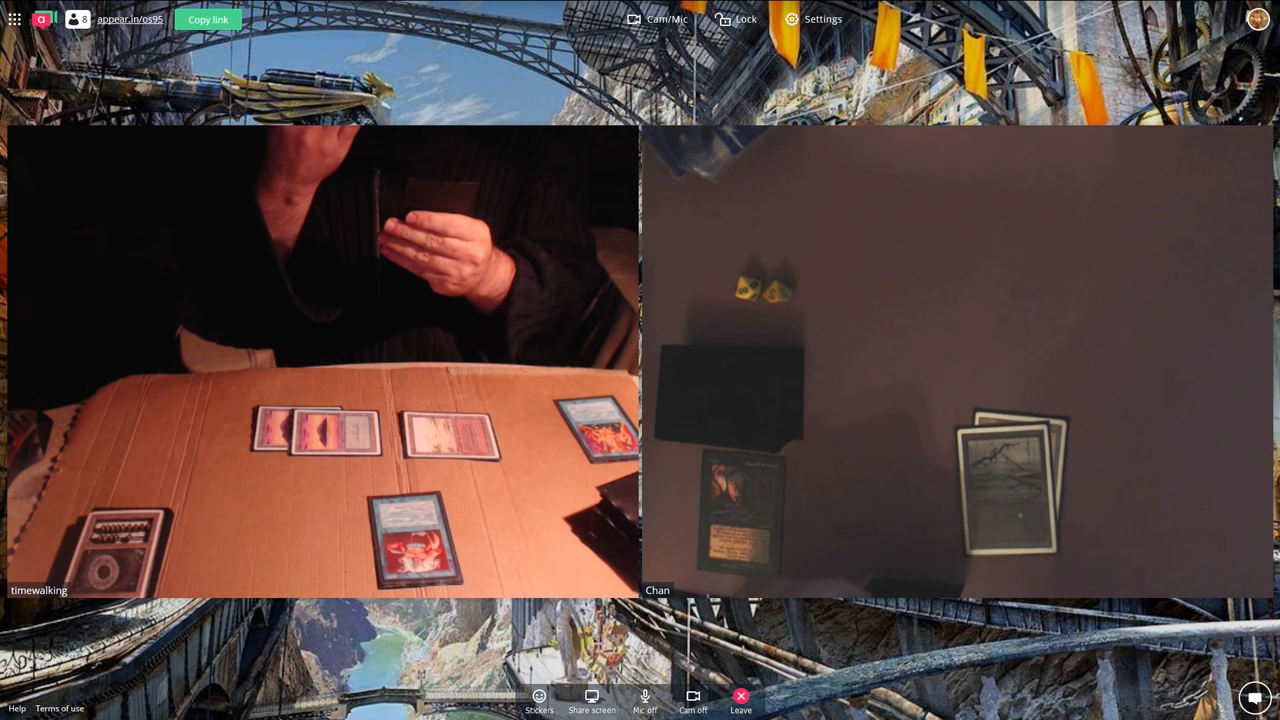 8 appear.in/os95 Copy link Cam/Mic Lock Settings
timewalking
Chan
Help Terms of use Stickers Share screen Mic off Cam off Leave